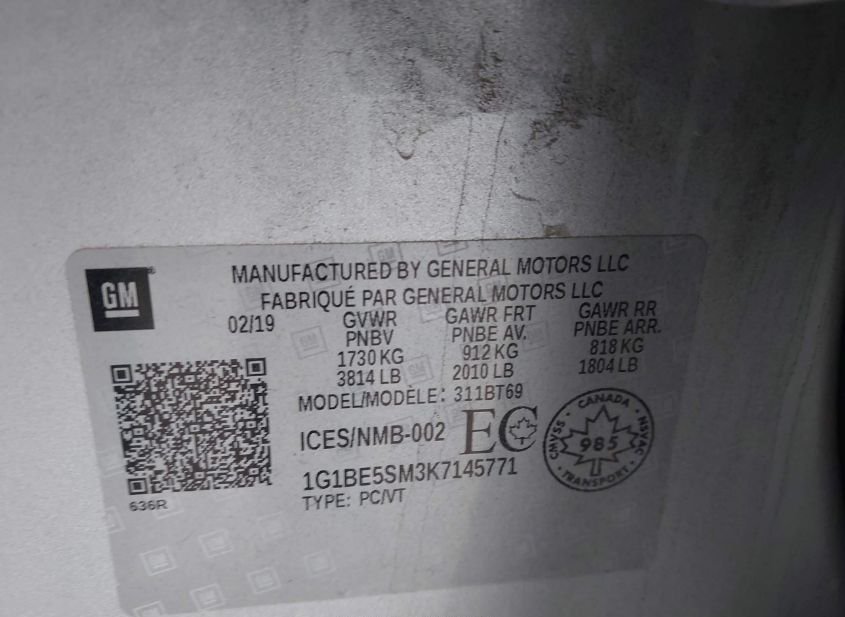 GM
MANUFACTURED BY GENERAL MOTORS LLC
FABRIQUÉ PAR GENERAL MOTORS LLC
02/19
GVWR GAWR FRT GAWR RR
PNBV PNBE AV. PNBE ARR.
1730 KG 912 KG 818 KG
3814 LB 2010 LB 1804 LB
MODEL/MODÈLE: 311BT69
ICES/NMB-002 EC
CANADA
CMVSS 985 NSVAC
TRANSPORT
1G1BE5SM3K7145771
636R TYPE: PC/VT